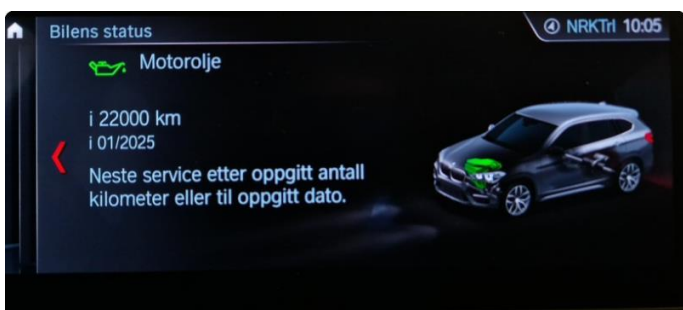 Bilens status
NRKTrl 10:05
Motorolje
i 22000 km
i 01/2025
Neste service etter oppgitt antall
kilometer eller til oppgitt dato.